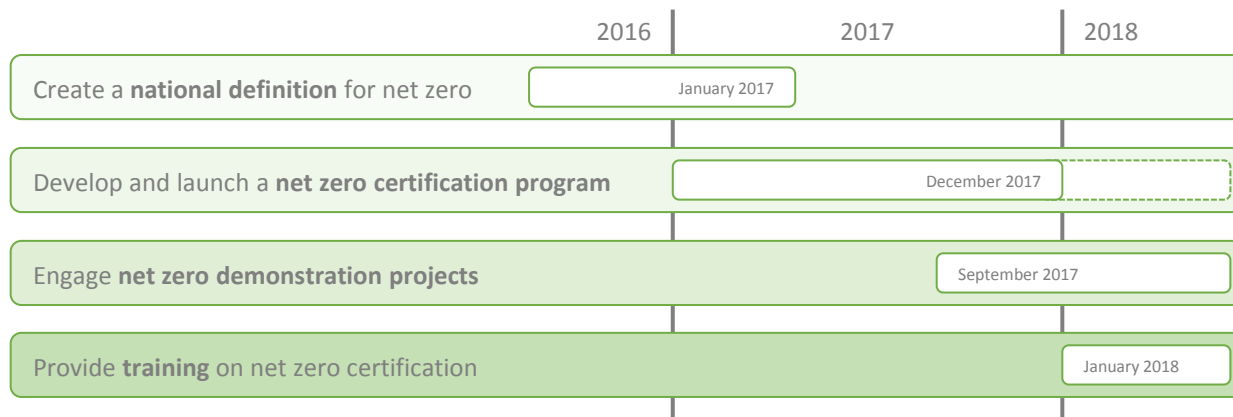 2016 2017 2018
Create a national definition for net zero January 2017
Develop and launch a net zero certification program December 2017
Engage net zero demonstration projects September 2017
Provide training on net zero certification January 2018